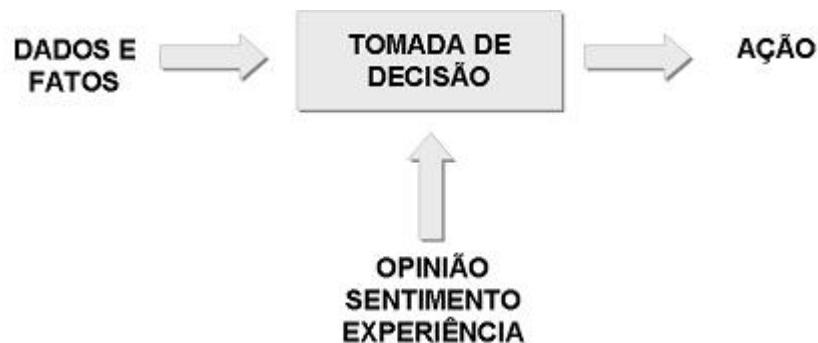 DADOS E
FATOS
TOMADA DE
DECISÃO
AÇÃO
OPINIÃO
SENTIMENTO
EXPERIÊNCIA